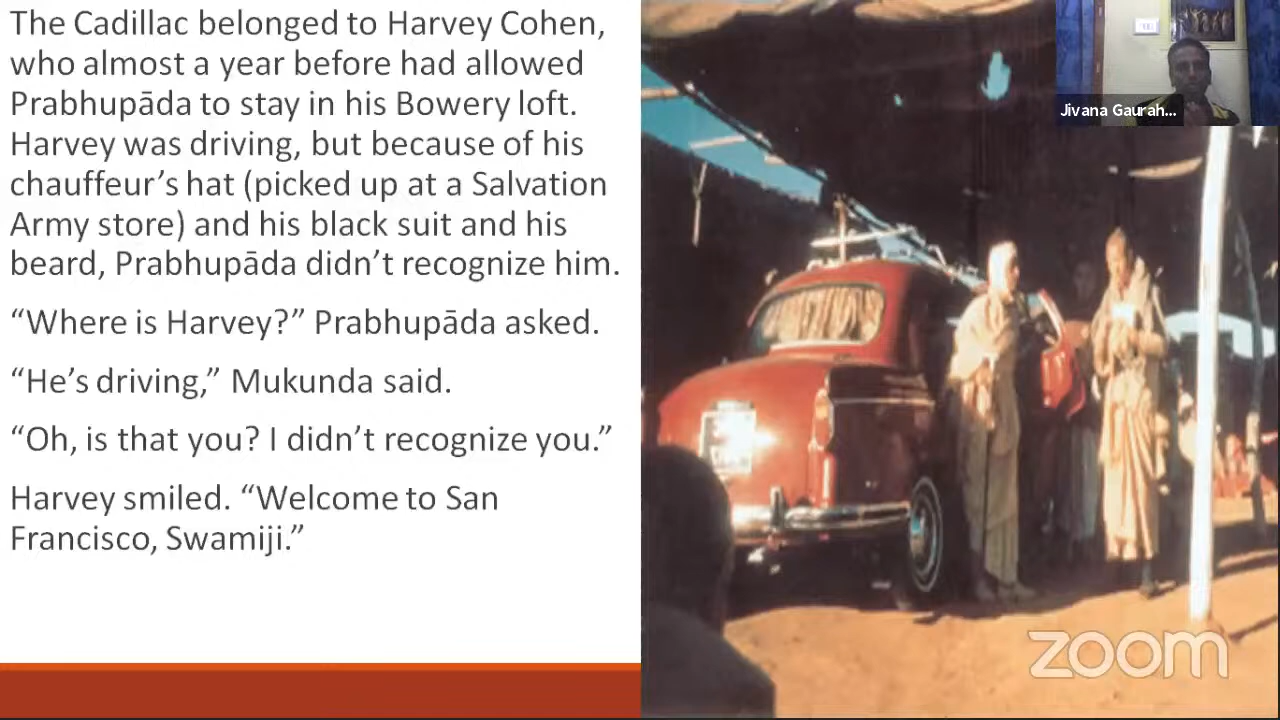 The Cadillac belonged to Harvey Cohen,
who almost a year before had allowed
Prabhupāda to stay in his Bowery loft.
Harvey was driving, but because of his
chauffeur’s hat (picked up at a Salvation
Army store) and his black suit and his
beard, Prabhupāda didn’t recognize him.
“Where is Harvey?” Prabhupāda asked.
“He’s driving,” Mukunda said.
“Oh, is that you? I didn’t recognize you.”
Harvey smiled. “Welcome to San
Francisco, Swamiji.”
Jivana Gaurah...
zoom